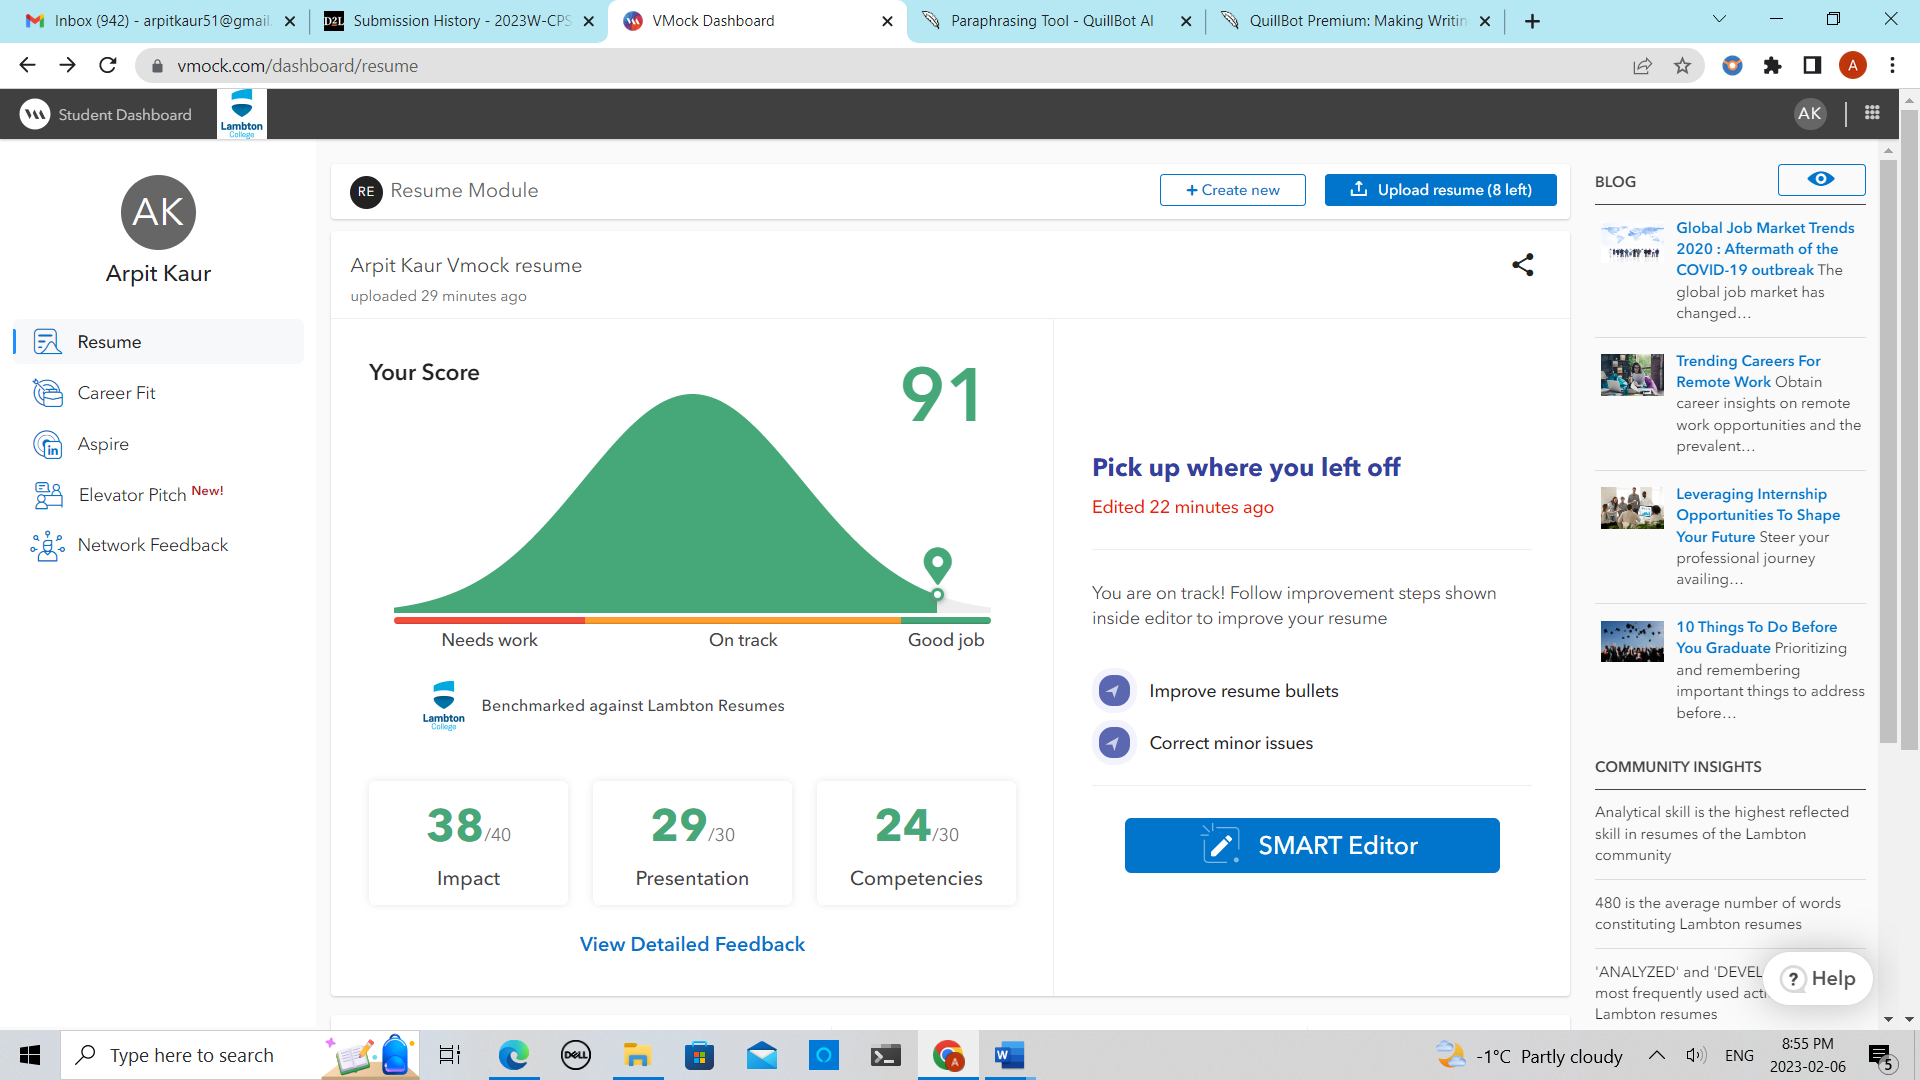 Inbox (942) - arpitkaur51@gmail.
Submission History - 2023W-CPS
VMock Dashboard
Paraphrasing Tool - QuillBot AI
QuillBot Premium: Making Writin
vmock.com/dashboard/resume
A
Student Dashboard
Lambton
College
AK
AK
Arpit Kaur
Resume
Career Fit
Aspire
Elevator Pitch New!
Network Feedback
RE Resume Module
+ Create new
Upload resume (8 left)
Arpit Kaur Vmock resume
uploaded 29 minutes ago
Your Score
91
Needs work
On track
Good job
Lambton
College
Benchmarked against Lambton Resumes
38/40
Impact
29/30
Presentation
24/30
Competencies
View Detailed Feedback
Pick up where you left off
Edited 22 minutes ago
You are on track! Follow improvement steps shown
inside editor to improve your resume
Improve resume bullets
Correct minor issues
SMART Editor
BLOG
Global Job Market Trends
2020 : Aftermath of the
COVID-19 outbreak The
global job market has
changed…
Trending Careers For
Remote Work Obtain
career insights on remote
work opportunities and the
prevalent…
Leveraging Internship
Opportunities To Shape
Your Future Steer your
professional journey
availing…
10 Things To Do Before
You Graduate Prioritizing
and remembering
important things to address
before…
COMMUNITY INSIGHTS
Analytical skill is the highest reflected
skill in resumes of the Lambton
community
480 is the average number of words
constituting Lambton resumes
'ANALYZED' and 'DEVEL
most frequently used acti
Lambton resumes
? Help
Type here to search
DELL
-1°C Partly cloudy
ENG
8:55 PM
2023-02-06
5